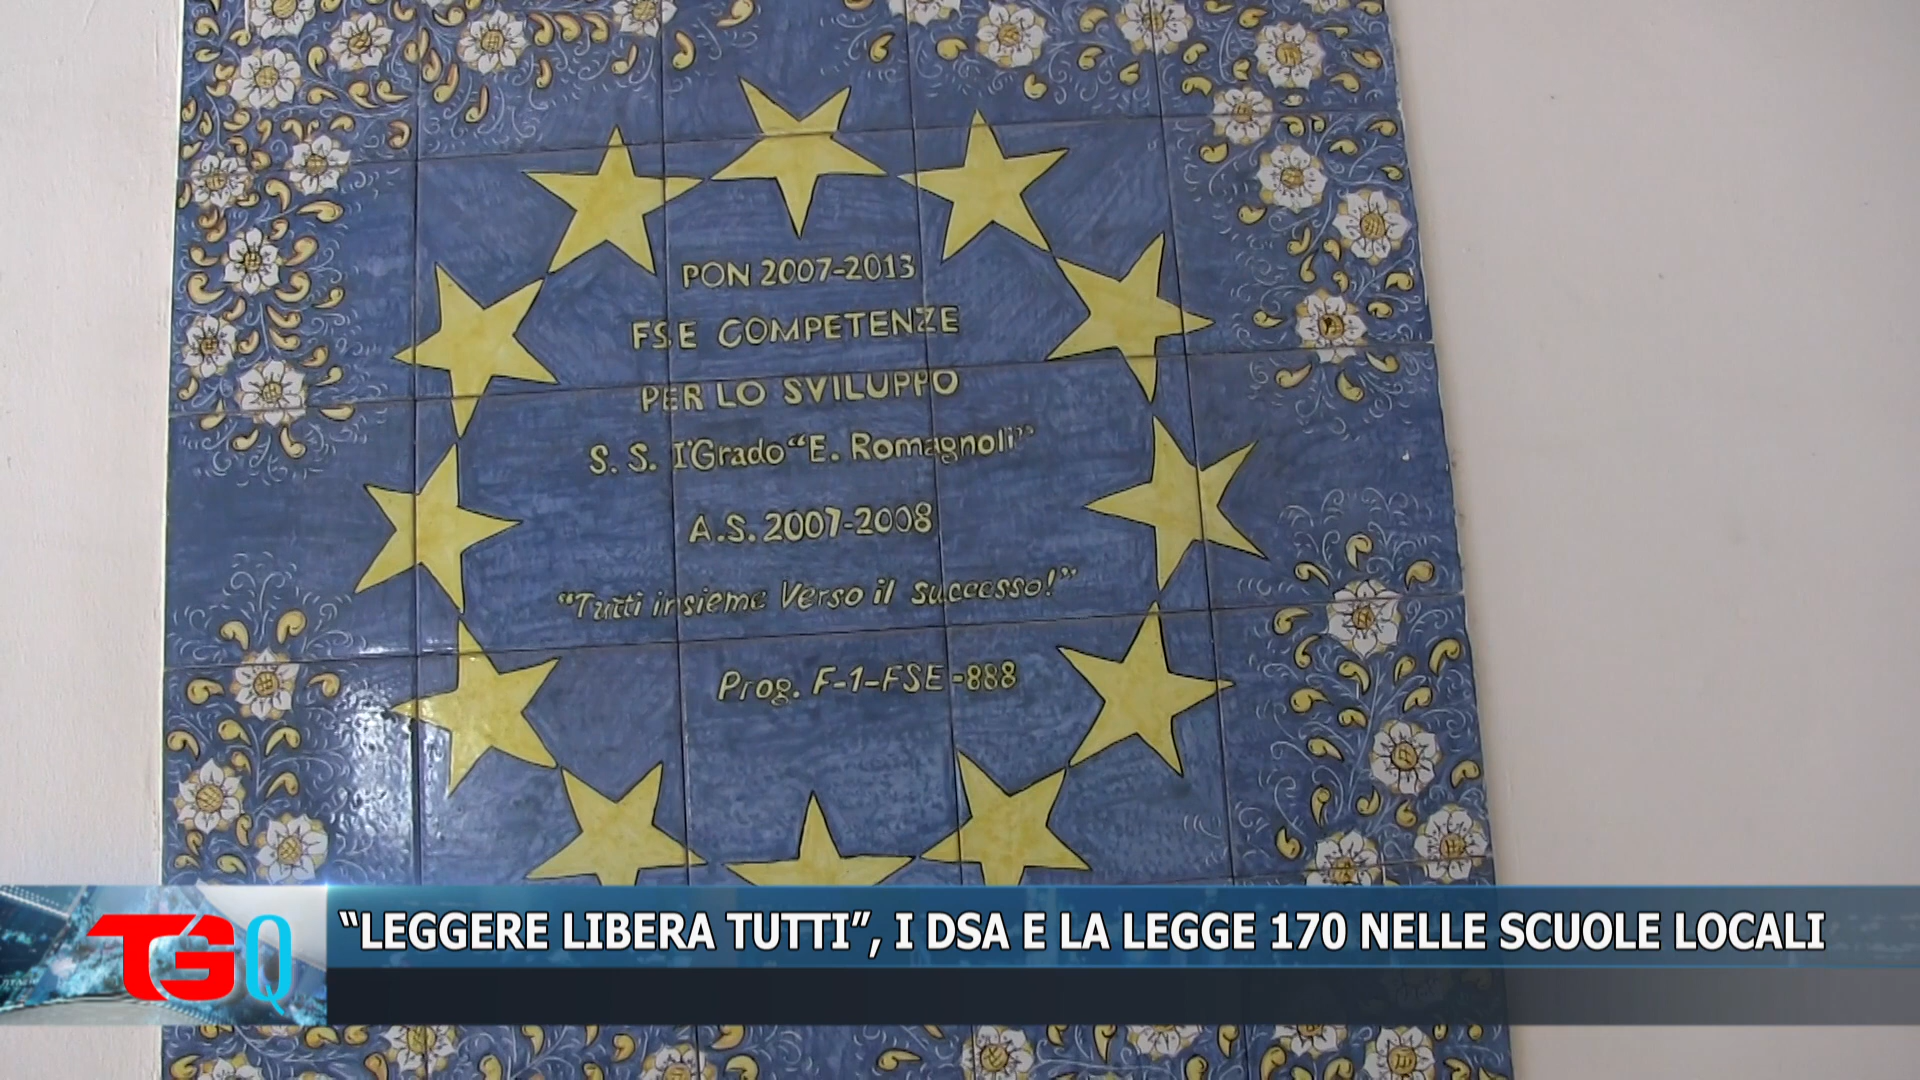 PON 2007-2013
FSE COMPETENZE
PER LO SVILUPPO
S. S. I°Grado "E. Romagnoli"
A.S. 2007-2008
"Tutti insieme Verso il successo!"
Prog. F-1-FSE-888
TGQ
"LEGGERE LIBERA TUTTI", I DSA E LA LEGGE 170 NELLE SCUOLE LOCALI